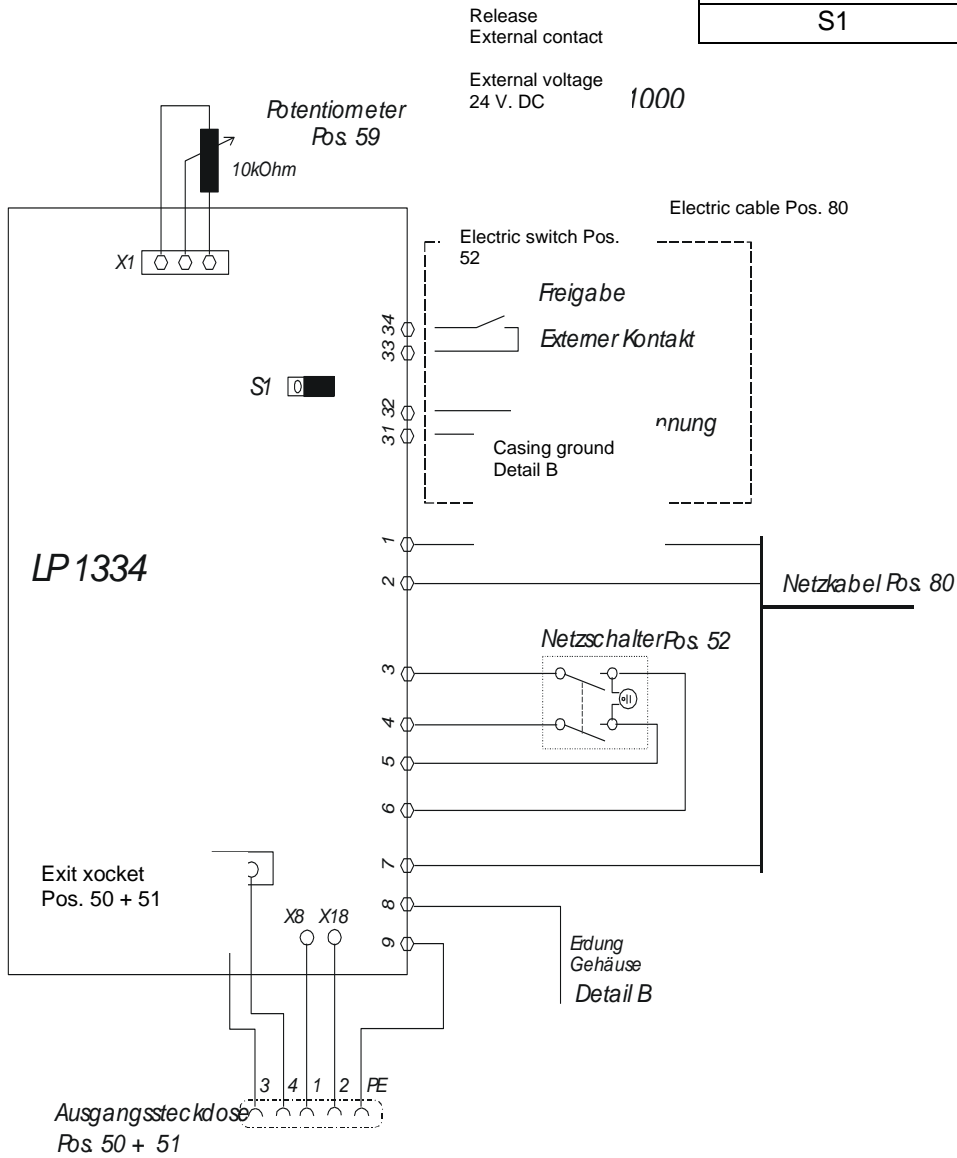 Release
External contact
S1
External voltage
24 V. DC
1000
Potentiometer
Pos. 59
10kOhm
Electric cable Pos. 80
Electric switch Pos.
52
X1
Freigabe
34
33
Externer Kontakt
S1
0
32
31
nnung
Casing ground
Detail B
1
LP 1334
2
Netzkabel Pos. 80
Netzschalter Pos. 52
3
4
5
6
7
Exit xocket
Pos. 50 + 51
8
X8 X18
9
Erdung
Gehäuse
Detail B
3 4 1 2 PE
Ausgangssteckdose
Pos. 50 + 51